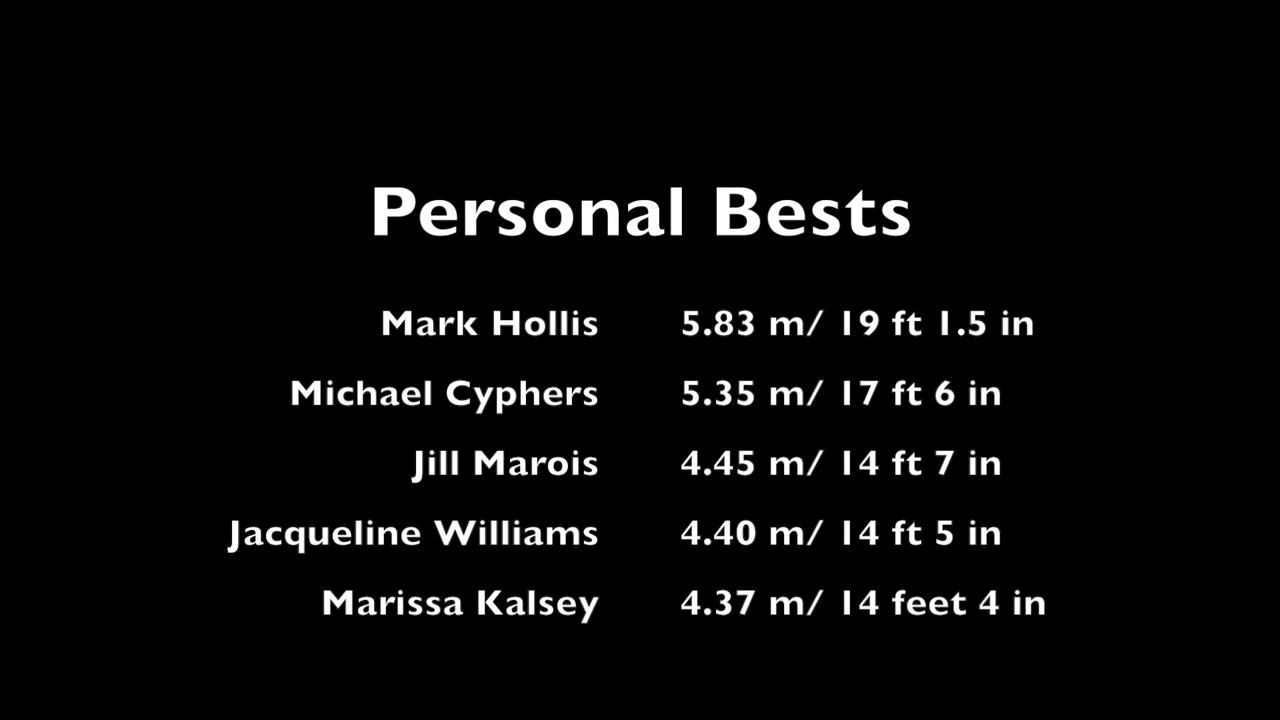 Personal Bests
Mark Hollis 5.83 m/ 19 ft 1.5 in
Michael Cyphers 5.35 m/ 17 ft 6 in
Jill Marois 4.45 m/ 14 ft 7 in
Jacqueline Williams 4.40 m/ 14 ft 5 in
Marissa Kalsey 4.37 m/ 14 feet 4 in